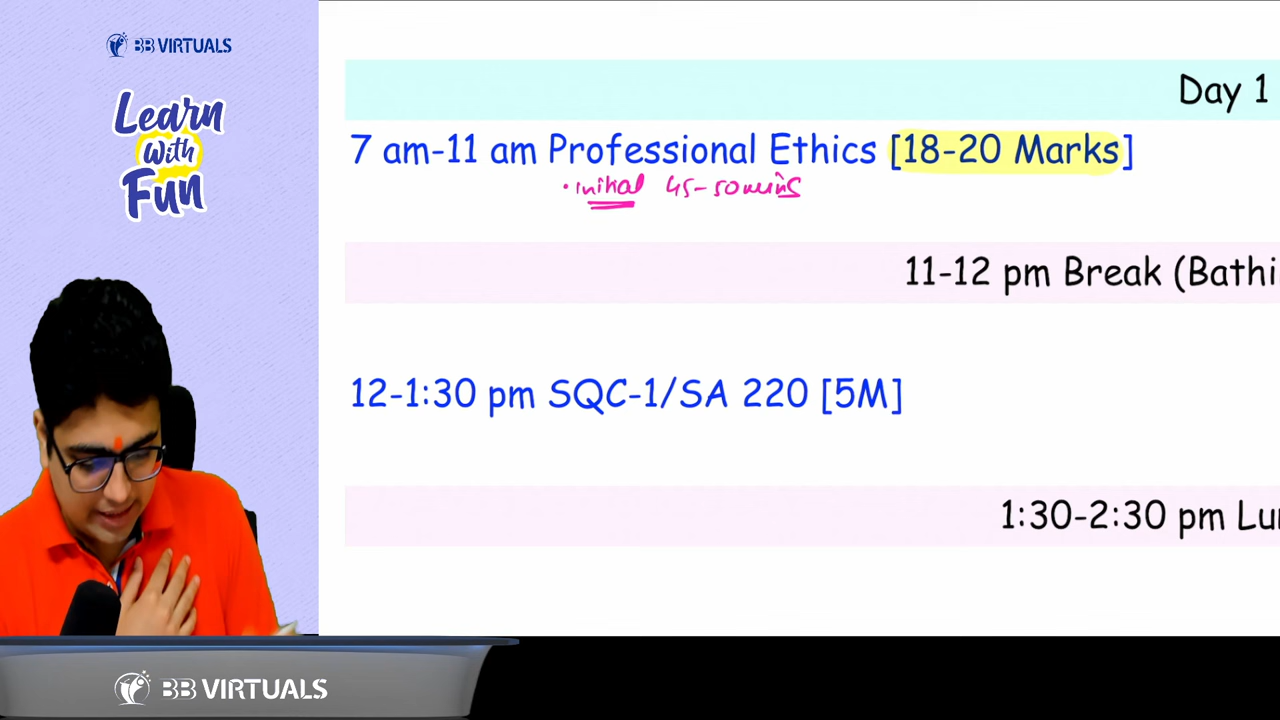 BB VIRTUALS
Learn
With
Fun
Day 1
7 am-11 am Professional Ethics [18-20 Marks]
• initial 45-50 mins
11-12 pm Break (Bathi
12-1:30 pm SQC-1/SA 220 [5M]
1:30-2:30 pm Lu
BB VIRTUALS